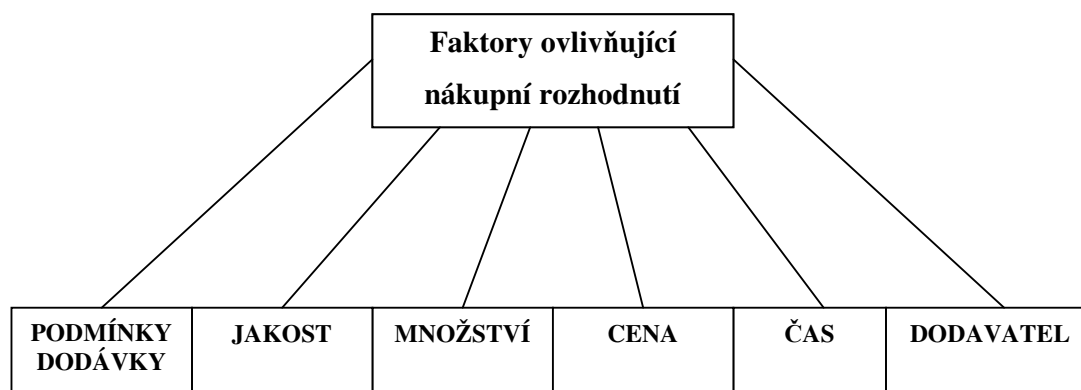 Faktory ovlivňující
nákupní rozhodnutí
PODMÍNKY
DODÁVKY
JAKOST
MNOŽSTVÍ
CENA
ČAS
DODAVATEL